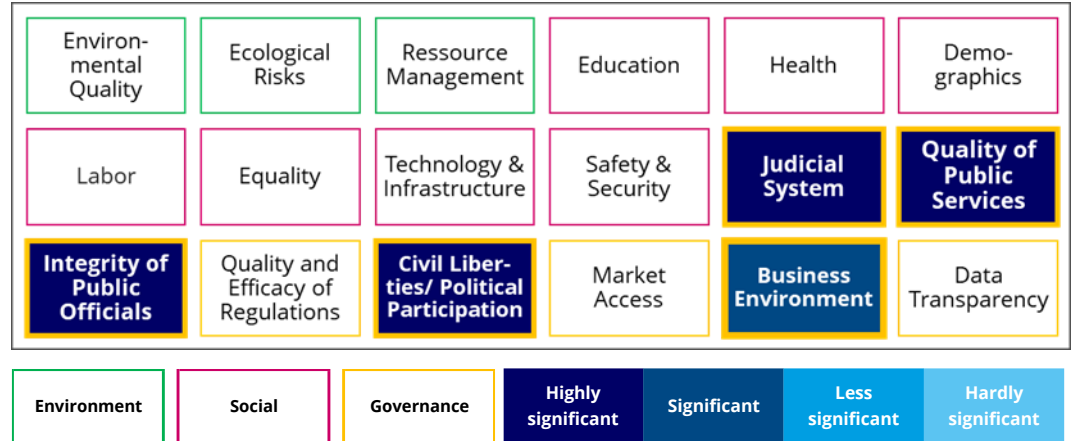 Environ-
mental
Quality
Ecological
Risks
Ressource
Management
Education
Health
Demo-
graphics
Labor
Equality
Technology &
Infrastructure
Safety &
Security
Judicial
System
Quality of
Public
Services
Integrity of
Public
Officials
Quality and
Efficacy of
Regulations
Civil Liber-
ties/ Political
Participation
Market
Access
Business
Environment
Data
Transparency
Environment
Social
Governance
Highly
significant
Significant
Less
significant
Hardly
significant